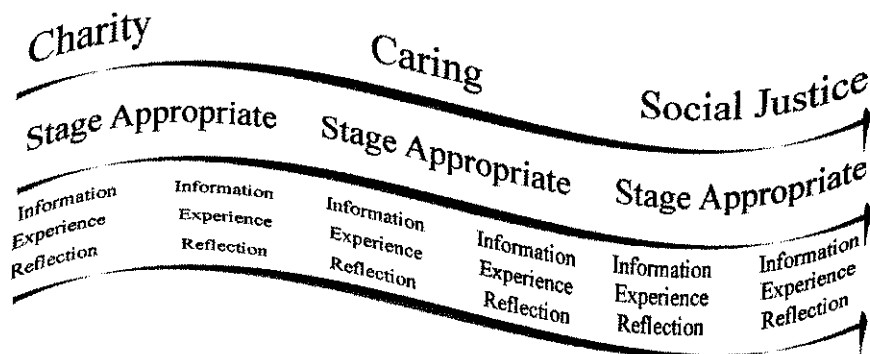 Charity Caring Social Justice
Stage Appropriate Stage Appropriate Stage Appropriate
Information Information Information Information Information Information
Experience Experience Experience Experience Experience Experience
Reflection Reflection Reflection Reflection Reflection Reflection